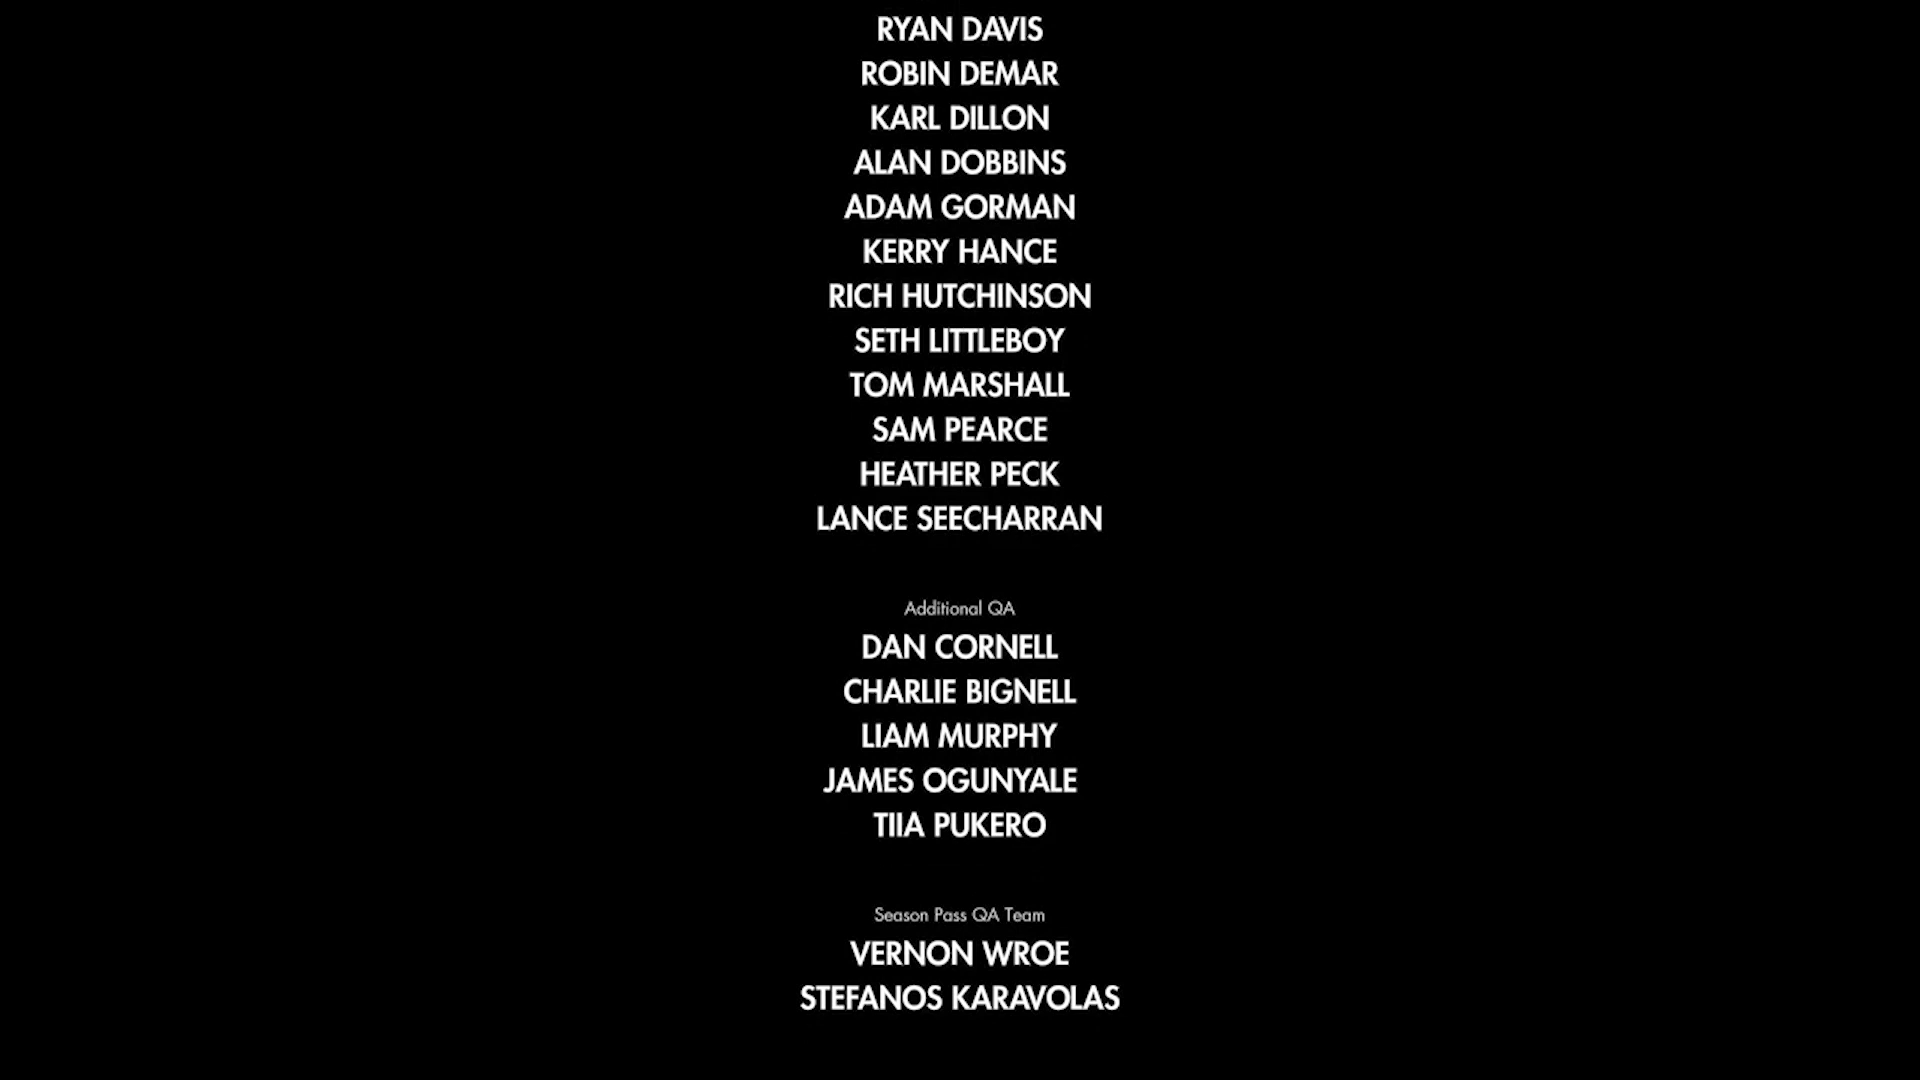 RYAN DAVIS
ROBIN DEMAR
KARL DILLON
ALAN DOBBINS
ADAM GORMAN
KERRY HANCE
RICH HUTCHINSON
SETH LITTLEBOY
TOM MARSHALL
SAM PEARCE
HEATHER PECK
LANCE SEECHARRAN
Additional QA
DAN CORNELL
CHARLIE BIGNELL
LIAM MURPHY
JAMES OGUNYALE
TIIA PUKERO
Season Pass QA Team
VERNON WROE
STEFANOS KARAVOLAS